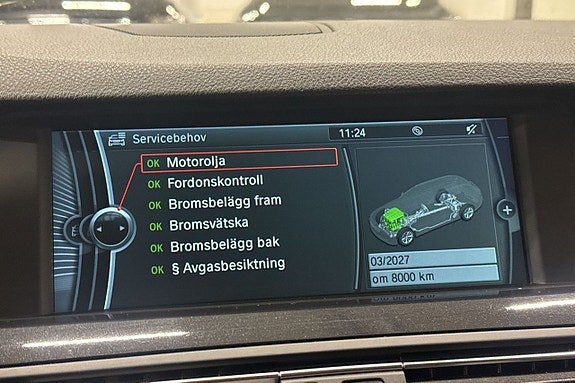 Servicebehov
11:24
OK Motorolja
OK Fordonskontroll
OK Bromsbelägg fram
OK Bromsvätska
OK Bromsbelägg bak
OK § Avgasbesiktning
03/2027
om 8000 km